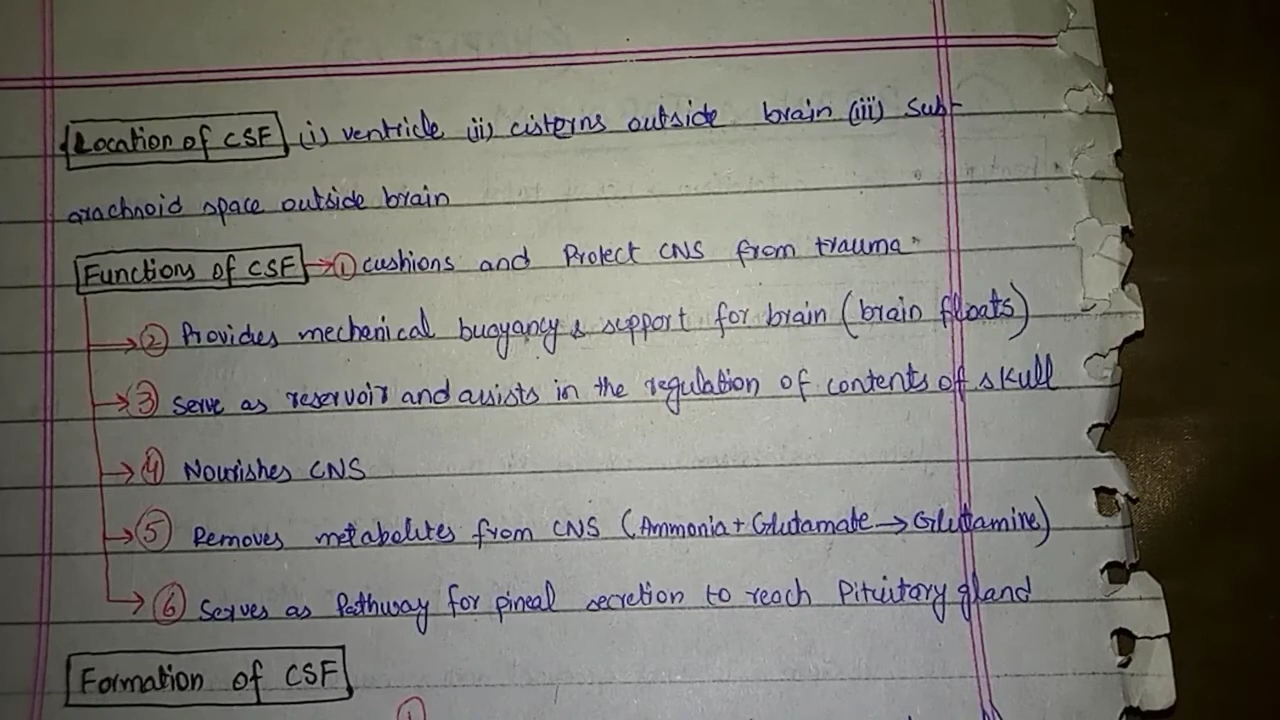 Location of CSF (i) ventricle (ii) cisterns outside brain (iii) Sub-
arachnoid space outside brain
Functions of CSF → ① cushions and Protect CNS from trauma.
→ ② Provides mechenical buoyancy & support for brain (brain floats)
→ ③ Serve as reservoir and assists in the regulation of contents of skull
→ ④ Nourishes CNS
→ ⑤ Removes metabolites from CNS (Ammonia + Glutamate → Glutamine)
→ ⑥ Serves as Pathway for pineal secretion to reach Pituitary gland
Formation of CSF